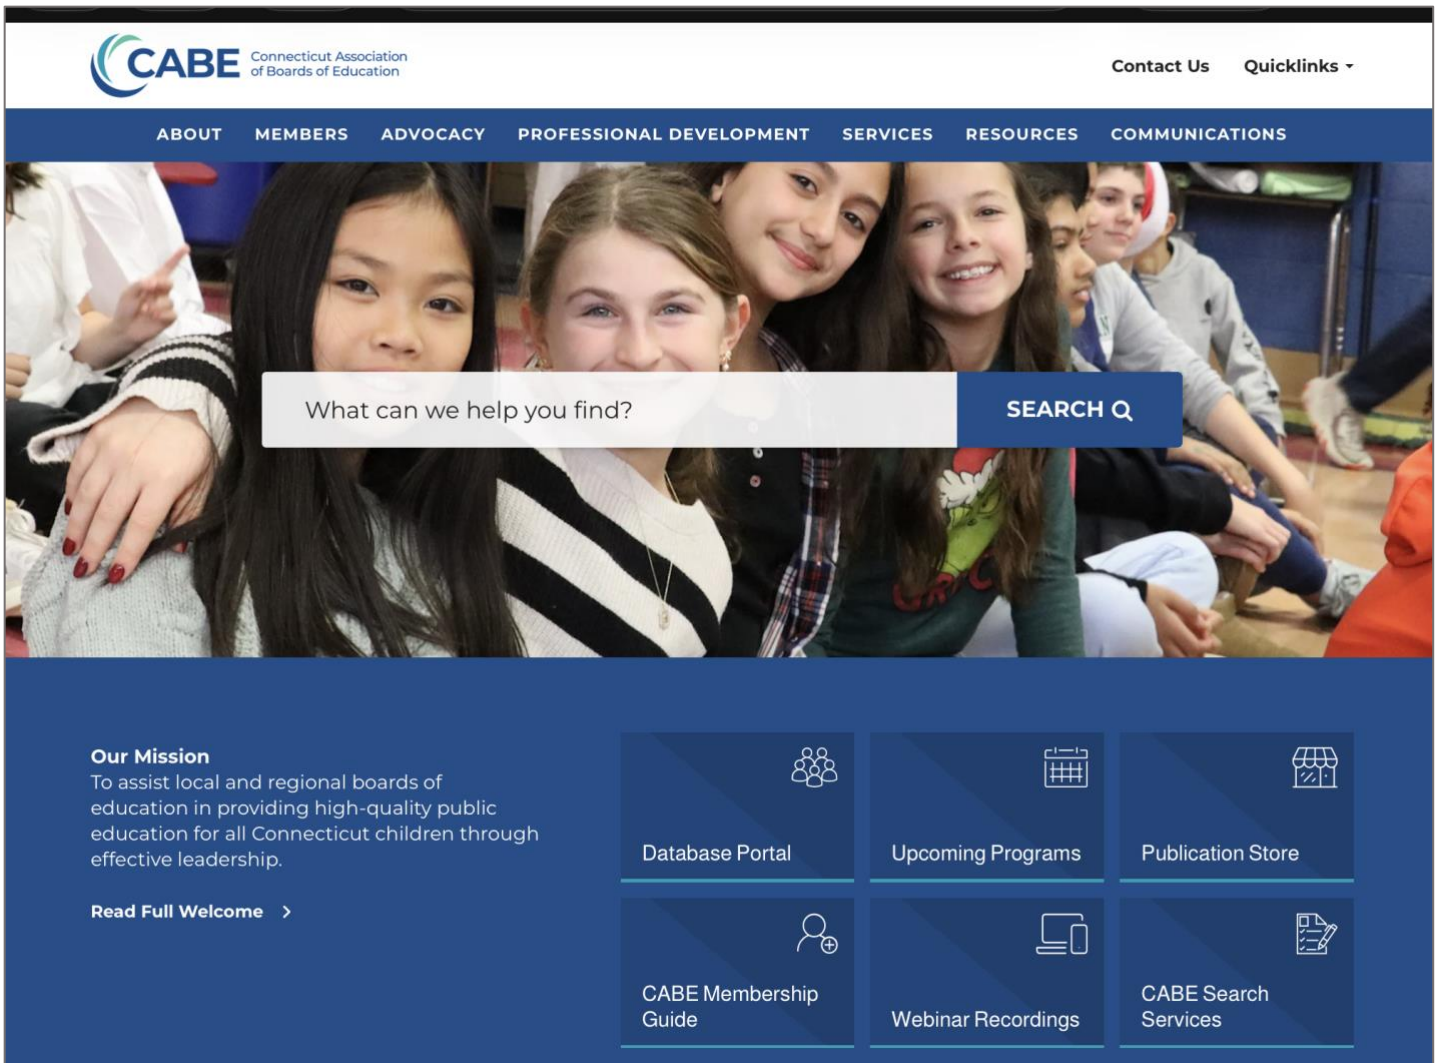 CABE
Connecticut Association
of Boards of Education
Contact Us
Quicklinks
ABOUT
MEMBERS
ADVOCACY
PROFESSIONAL DEVELOPMENT
SERVICES
RESOURCES
COMMUNICATIONS
What can we help you find?
SEARCH
Our Mission
To assist local and regional boards of
education in providing high-quality public
education for all Connecticut children through
effective leadership.
Read Full Welcome
Database Portal
Upcoming Programs
Publication Store
CABE Membership
Guide
Webinar Recordings
CABE Search
Services